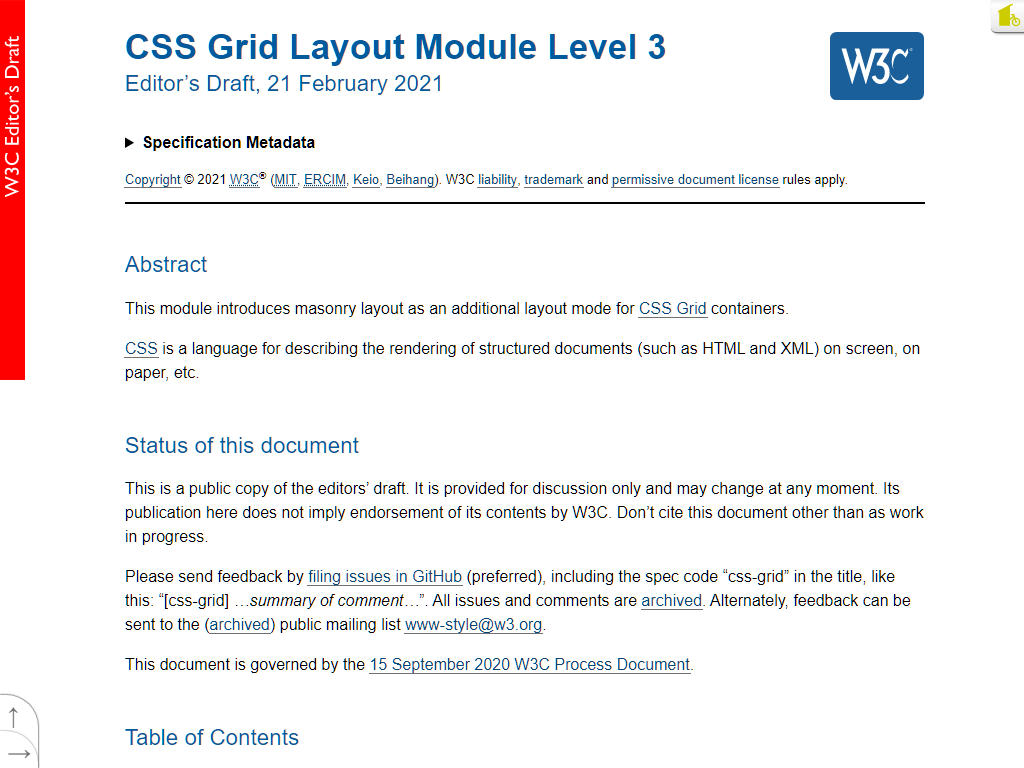 W3C Editor's Draft
CSS Grid Layout Module Level 3
W3C®
Editor’s Draft, 21 February 2021
▶ Specification Metadata
Copyright © 2021 W3C® (MIT, ERCIM, Keio, Beihang). W3C liability, trademark and permissive document license rules apply.
Abstract
This module introduces masonry layout as an additional layout mode for CSS Grid containers.
CSS is a language for describing the rendering of structured documents (such as HTML and XML) on screen, on
paper, etc.
Status of this document
This is a public copy of the editors’ draft. It is provided for discussion only and may change at any moment. Its
publication here does not imply endorsement of its contents by W3C. Don’t cite this document other than as work
in progress.
Please send feedback by filing issues in GitHub (preferred), including the spec code “css-grid” in the title, like
this: “[css-grid] …summary of comment…”. All issues and comments are archived. Alternately, feedback can be
sent to the (archived) public mailing list www-style@w3.org.
This document is governed by the 15 September 2020 W3C Process Document.
↑
→
Table of Contents